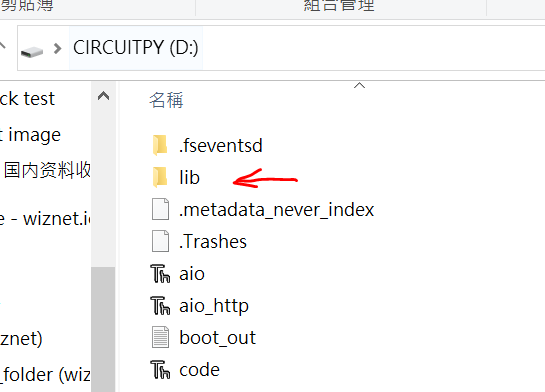 剪貼簿
組合管理
CIRCUITPY (D:)
ck test
t image
国内资料收
e - wiznet.i
znet)
_folder (wiz
名稱
.fseventsd
lib
.metadata_never_index
.Trashes
aio
aio_http
boot_out
code